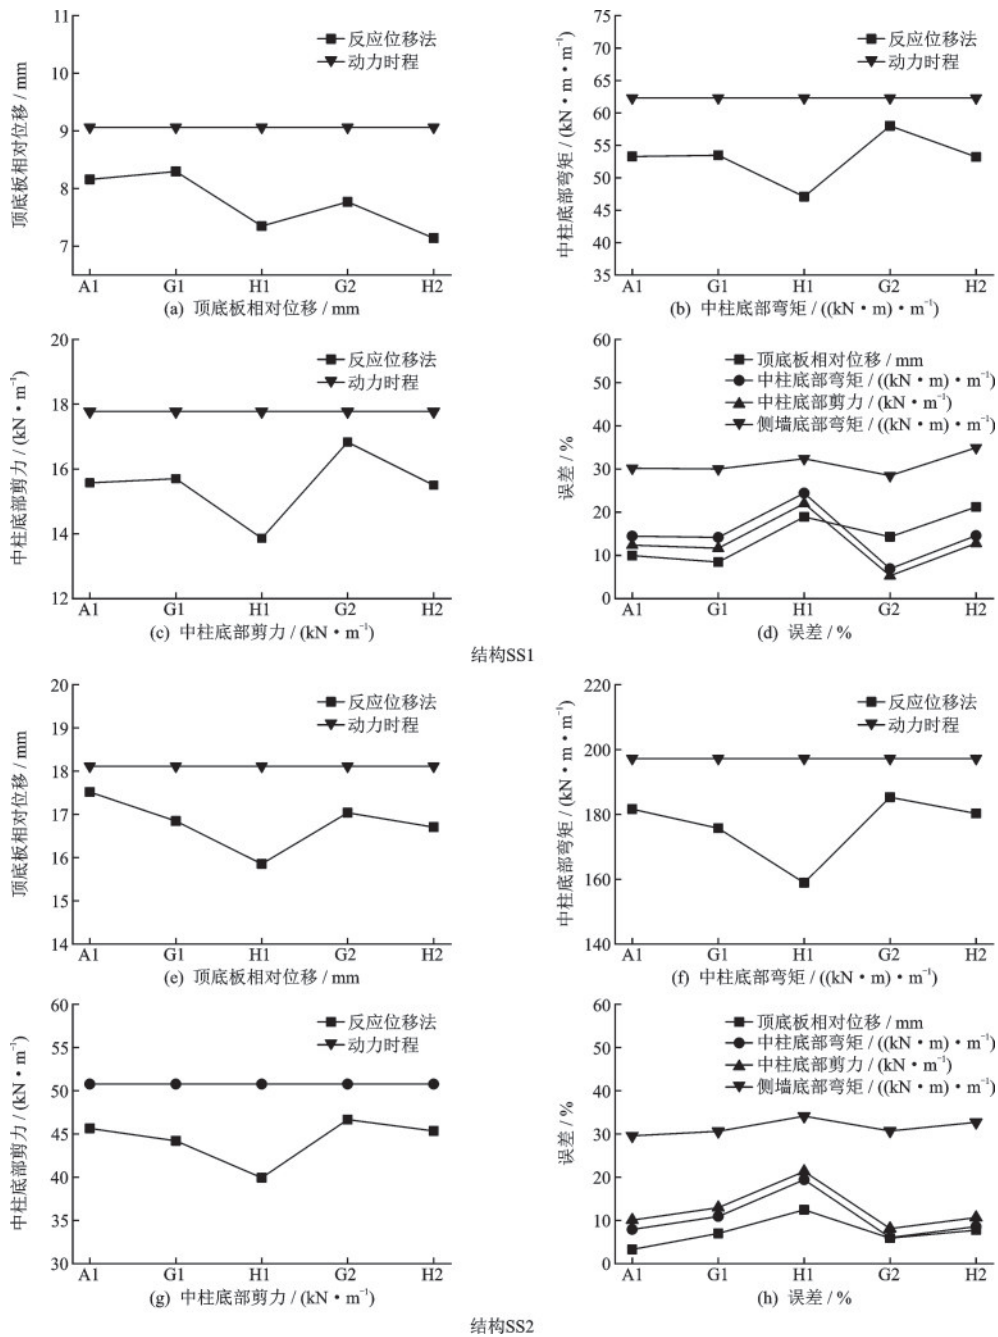 11
10
9
8
7
顶底板相对位移 / mm
反应位移法
动力时程
A1 G1 H1 G2 H2
(a) 顶底板相对位移 / mm
75
70
65
60
55
50
45
40
35
中柱底部弯矩 / (kN・m・m⁻¹)
反应位移法
动力时程
A1 G1 H1 G2 H2
(b) 中柱底部弯矩 / ((kN・m)・m⁻¹)
20
18
16
14
12
中柱底部剪力 / (kN・m⁻¹)
反应位移法
动力时程
A1 G1 H1 G2 H2
(c) 中柱底部剪力 / (kN・m⁻¹)
60
50
40
30
20
10
0
误差 / %
顶底板相对位移 / mm
中柱底部弯矩 / ((kN・m)・m⁻¹)
中柱底部剪力 / (kN・m⁻¹)
侧墙底部弯矩 / ((kN・m)・m⁻¹)
A1 G1 H1 G2 H2
(d) 误差 / %
结构SS1
20
19
18
17
16
15
14
顶底板相对位移 / mm
反应位移法
动力时程
A1 G1 H1 G2 H2
(e) 顶底板相对位移 / mm
220
200
180
160
140
中柱底部弯矩 / (kN・m・m⁻¹)
反应位移法
动力时程
A1 G1 H1 G2 H2
(f) 中柱底部弯矩 / ((kN・m)・m⁻¹)
60
55
50
45
40
35
30
中柱底部剪力 / (kN・m⁻¹)
反应位移法
动力时程
A1 G1 H1 G2 H2
(g) 中柱底部剪力 / (kN・m⁻¹)
60
50
40
30
20
10
0
误差 / %
顶底板相对位移 / mm
中柱底部弯矩 / ((kN・m)・m⁻¹)
中柱底部剪力 / (kN・m⁻¹)
侧墙底部弯矩 / ((kN・m)・m⁻¹)
A1 G1 H1 G2 H2
(h) 误差 / %
结构SS2